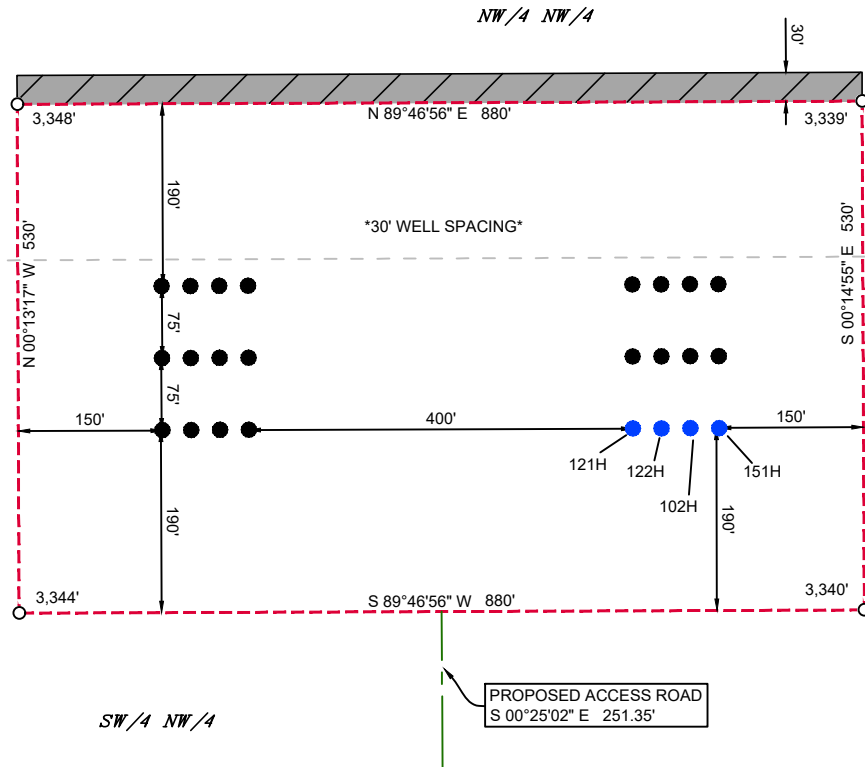 NW/4 NW/4
30'
3,348'
N 89°46'56" E 880'
3,339'
190'
*30' WELL SPACING*
N 00°13'17" W 530'
S 00°14'55" E 530'
75'
75'
150'
400'
150'
121H
122H
102H
151H
190'
190'
3,344'
S 89°46'56" W 880'
3,340'
PROPOSED ACCESS ROAD
S 00°25'02" E 251.35'
SW/4 NW/4